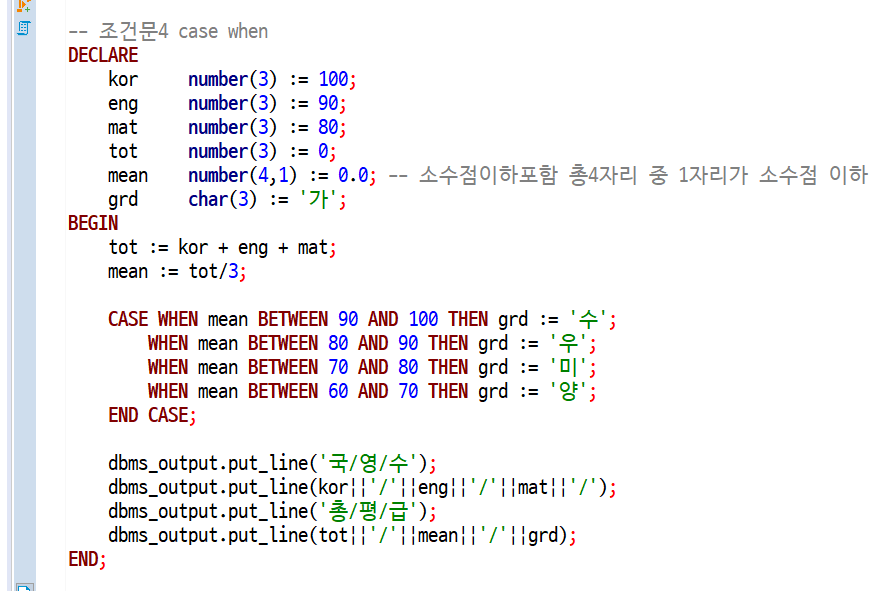 -- 조건문4 case when
DECLARE
    kor     number(3) := 100;
    eng     number(3) := 90;
    mat     number(3) := 80;
    tot     number(3) := 0;
    mean    number(4,1) := 0.0; -- 소수점이하포함 총4자리 중 1자리가 소수점 이하
    grd     char(3) := '가';
BEGIN
    tot := kor + eng + mat;
    mean := tot/3;
    CASE WHEN mean BETWEEN 90 AND 100 THEN grd := '수';
        WHEN mean BETWEEN 80 AND 90 THEN grd := '우';
        WHEN mean BETWEEN 70 AND 80 THEN grd := '미';
        WHEN mean BETWEEN 60 AND 70 THEN grd := '양';
    END CASE;
    dbms_output.put_line('국/영/수');
    dbms_output.put_line(kor||'/'||eng||'/'||mat||'/');
    dbms_output.put_line('총/평/급');
    dbms_output.put_line(tot||'/'||mean||'/'||grd);
END;